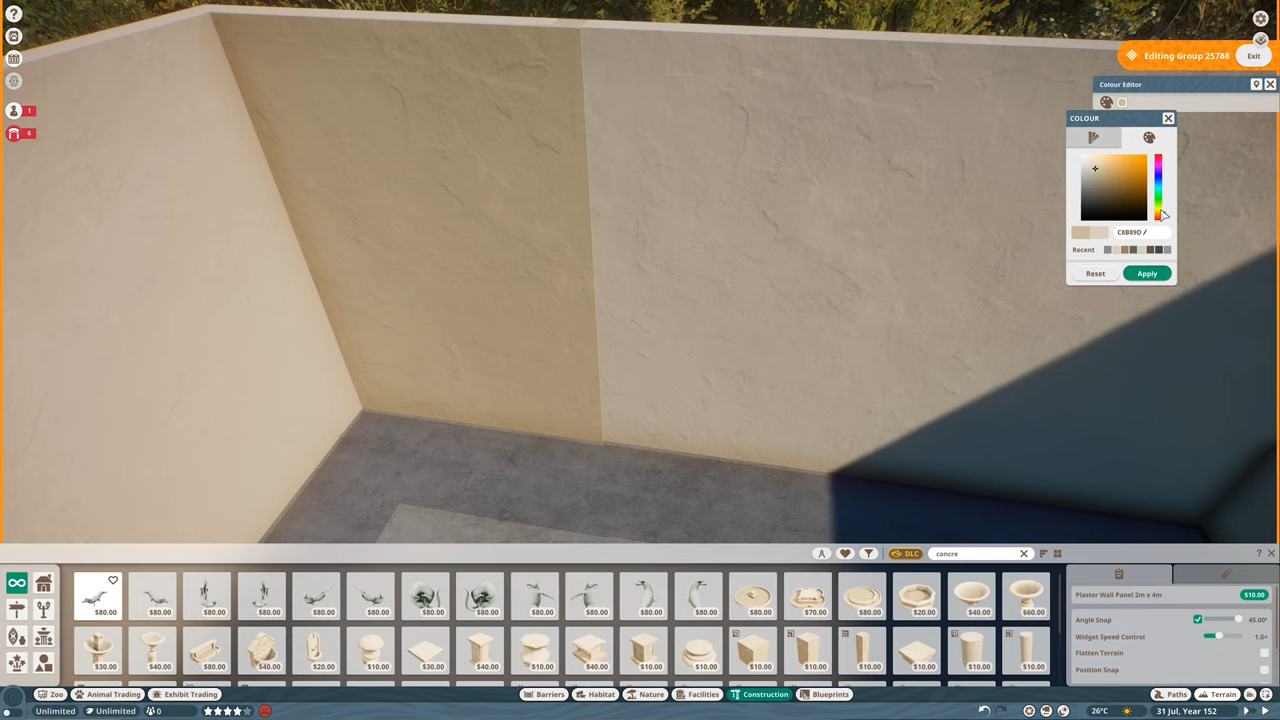 ?
Editing Group 25788
Exit
Colour Editor
1
6
COLOUR
C8B89D
Recent
Reset
Apply
DLC
concre
?
$80.00
$80.00
$80.00
$80.00
$80.00
$80.00
$80.00
$80.00
$80.00
$80.00
$80.00
$80.00
$80.00
$70.00
$80.00
$20.00
$40.00
$60.00
$30.00
$40.00
$80.00
$40.00
$20.00
$10.00
$30.00
$40.00
$10.00
$40.00
$10.00
$10.00
$10.00
$10.00
$10.00
$10.00
$10.00
$10.00
Plaster Wall Panel 2m x 4m
$10.00
Angle Snap
45.00°
Widget Speed Control
1.0×
Flatten Terrain
Position Snap
Zoo
Animal Trading
Exhibit Trading
Barriers
Habitat
Nature
Facilities
Construction
Blueprints
Paths
Terrain
Unlimited
Unlimited
0
26°C
31 Jul, Year 152